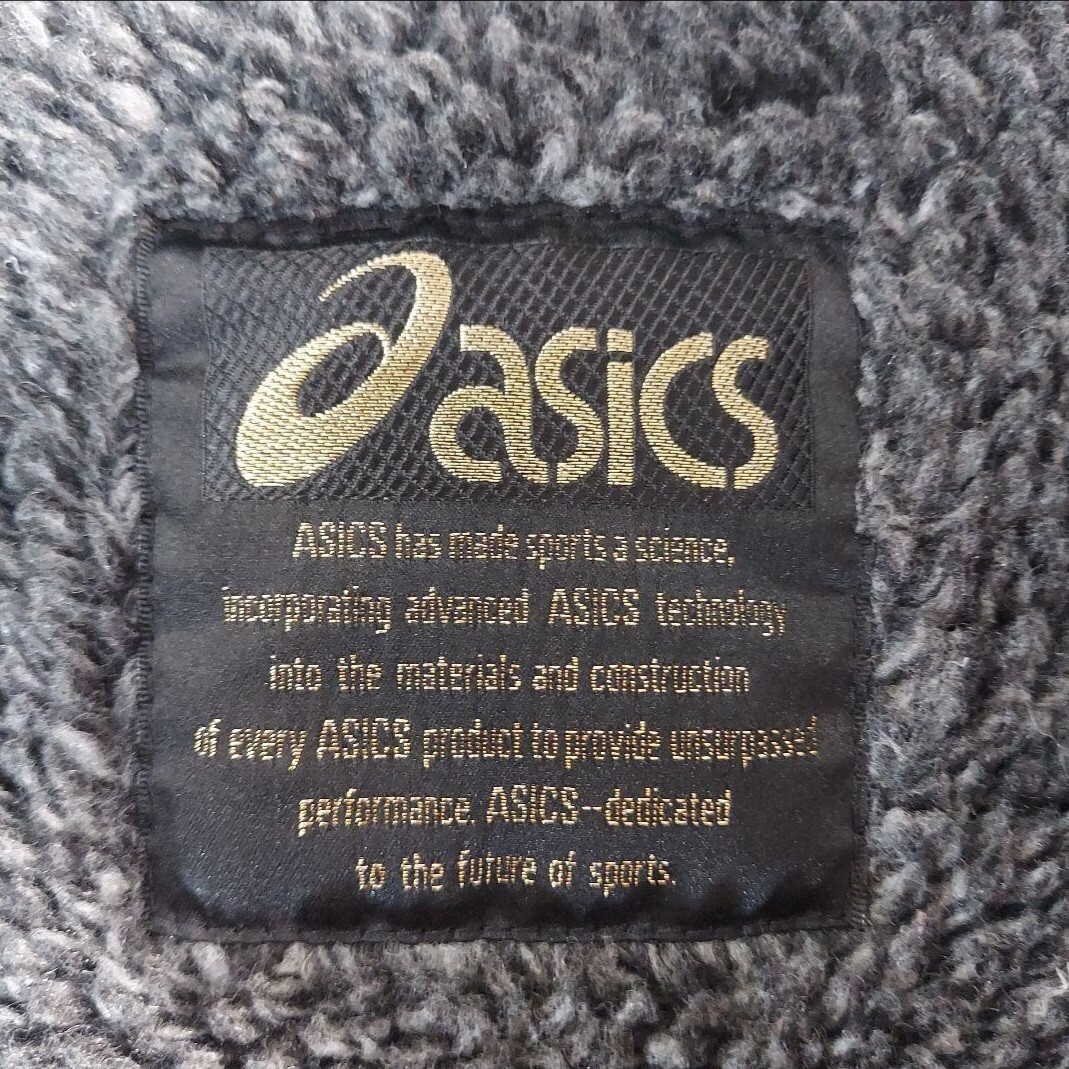 asics
ASICS has made sports a science,
incorporating advanced ASICS technology
into the materials and construction
of every ASICS product to provide unsurpassed
performance. ASICS--dedicated
to the future of sports.